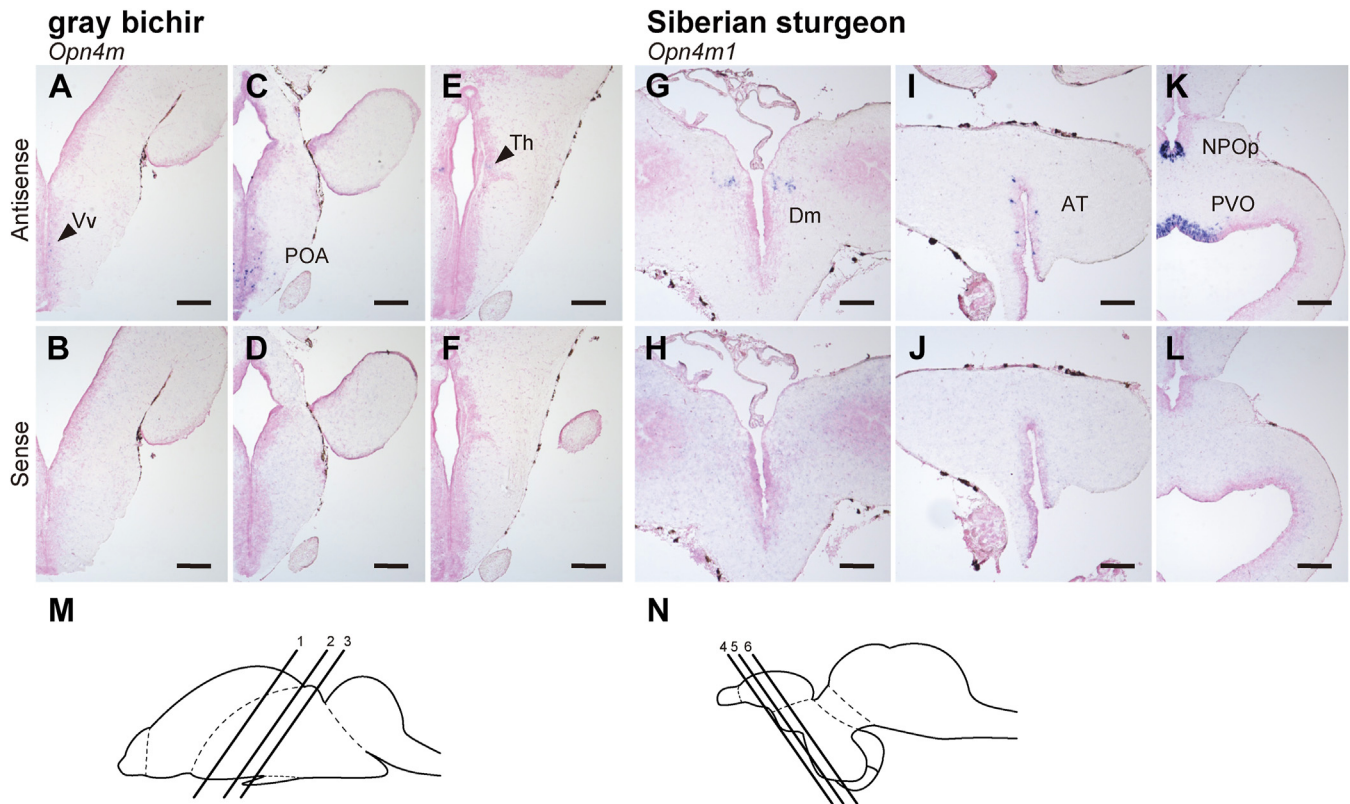 gray bichir
Opn4m
Siberian sturgeon
Opn4m1
Antisense
A
Vv
C
POA
E
Th
G
Dm
I
AT
K
NPOp
PVO
Sense
B
D
F
H
J
L
M
1 2 3
N
4 5 6